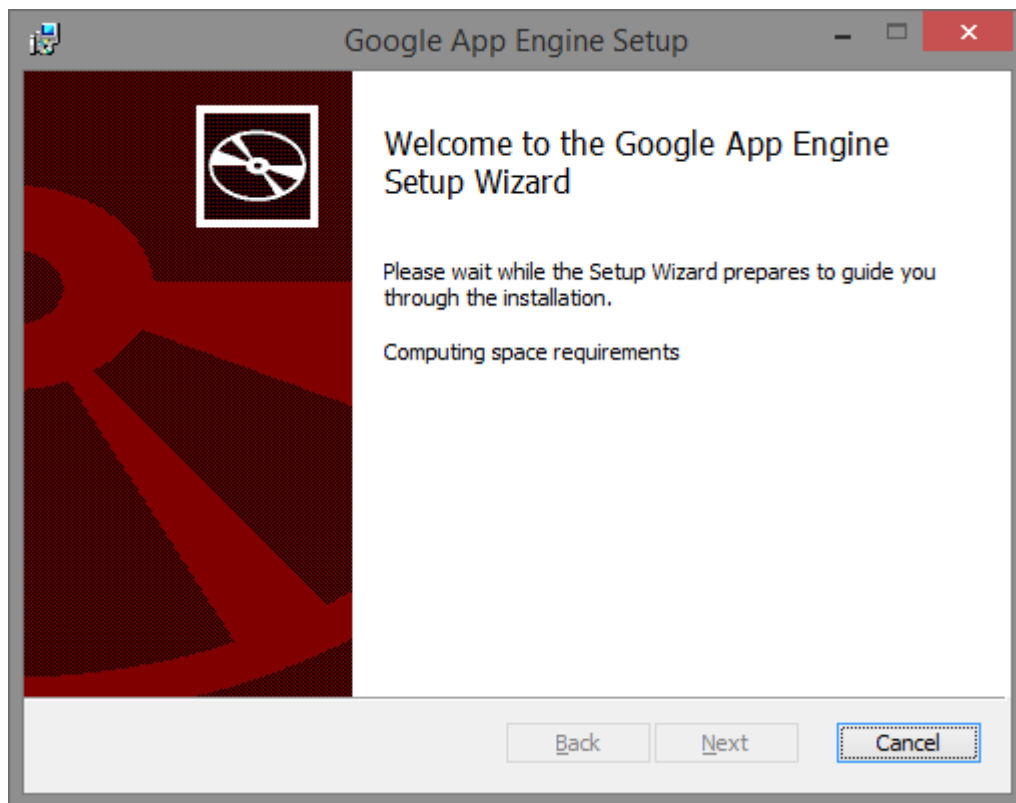 Google App Engine Setup
Welcome to the Google App Engine
Setup Wizard
Please wait while the Setup Wizard prepares to guide you
through the installation.
Computing space requirements
Back Next Cancel